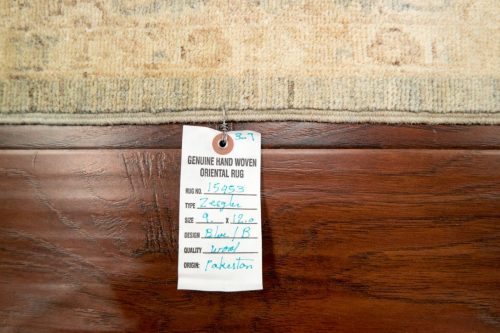 GENUINE HAND WOVEN
ORIENTAL RUG
RUG NO. 15953
TYPE
SIZE 9. X 12.0
DESIGN Blue/B
QUALITY wool
ORIGIN: Pakistan